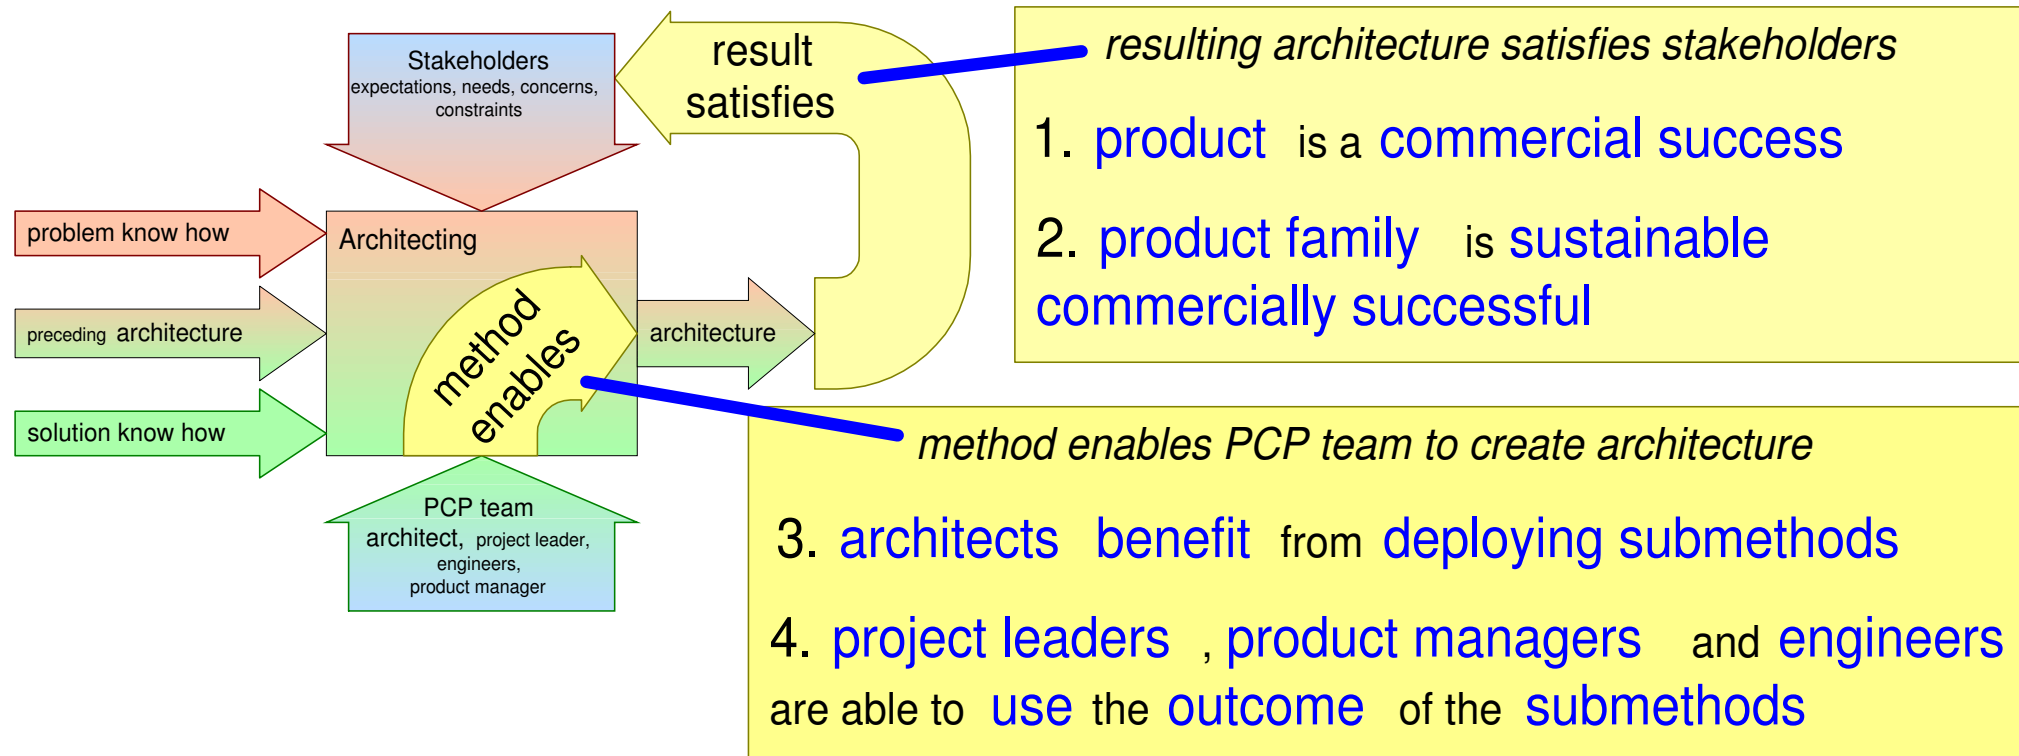 Stakeholders
expectations, needs, concerns,
constraints
result
satisfies
problem know how
preceding architecture
solution know how
Architecting
method
enables
architecture
PCP team
architect, project leader,
engineers,
product manager
resulting architecture satisfies stakeholders
1. product is a commercial success
2. product family is sustainable
commercially successful
method enables PCP team to create architecture
3. architects benefit from deploying submethods
4. project leaders , product managers and engineers
are able to use the outcome of the submethods